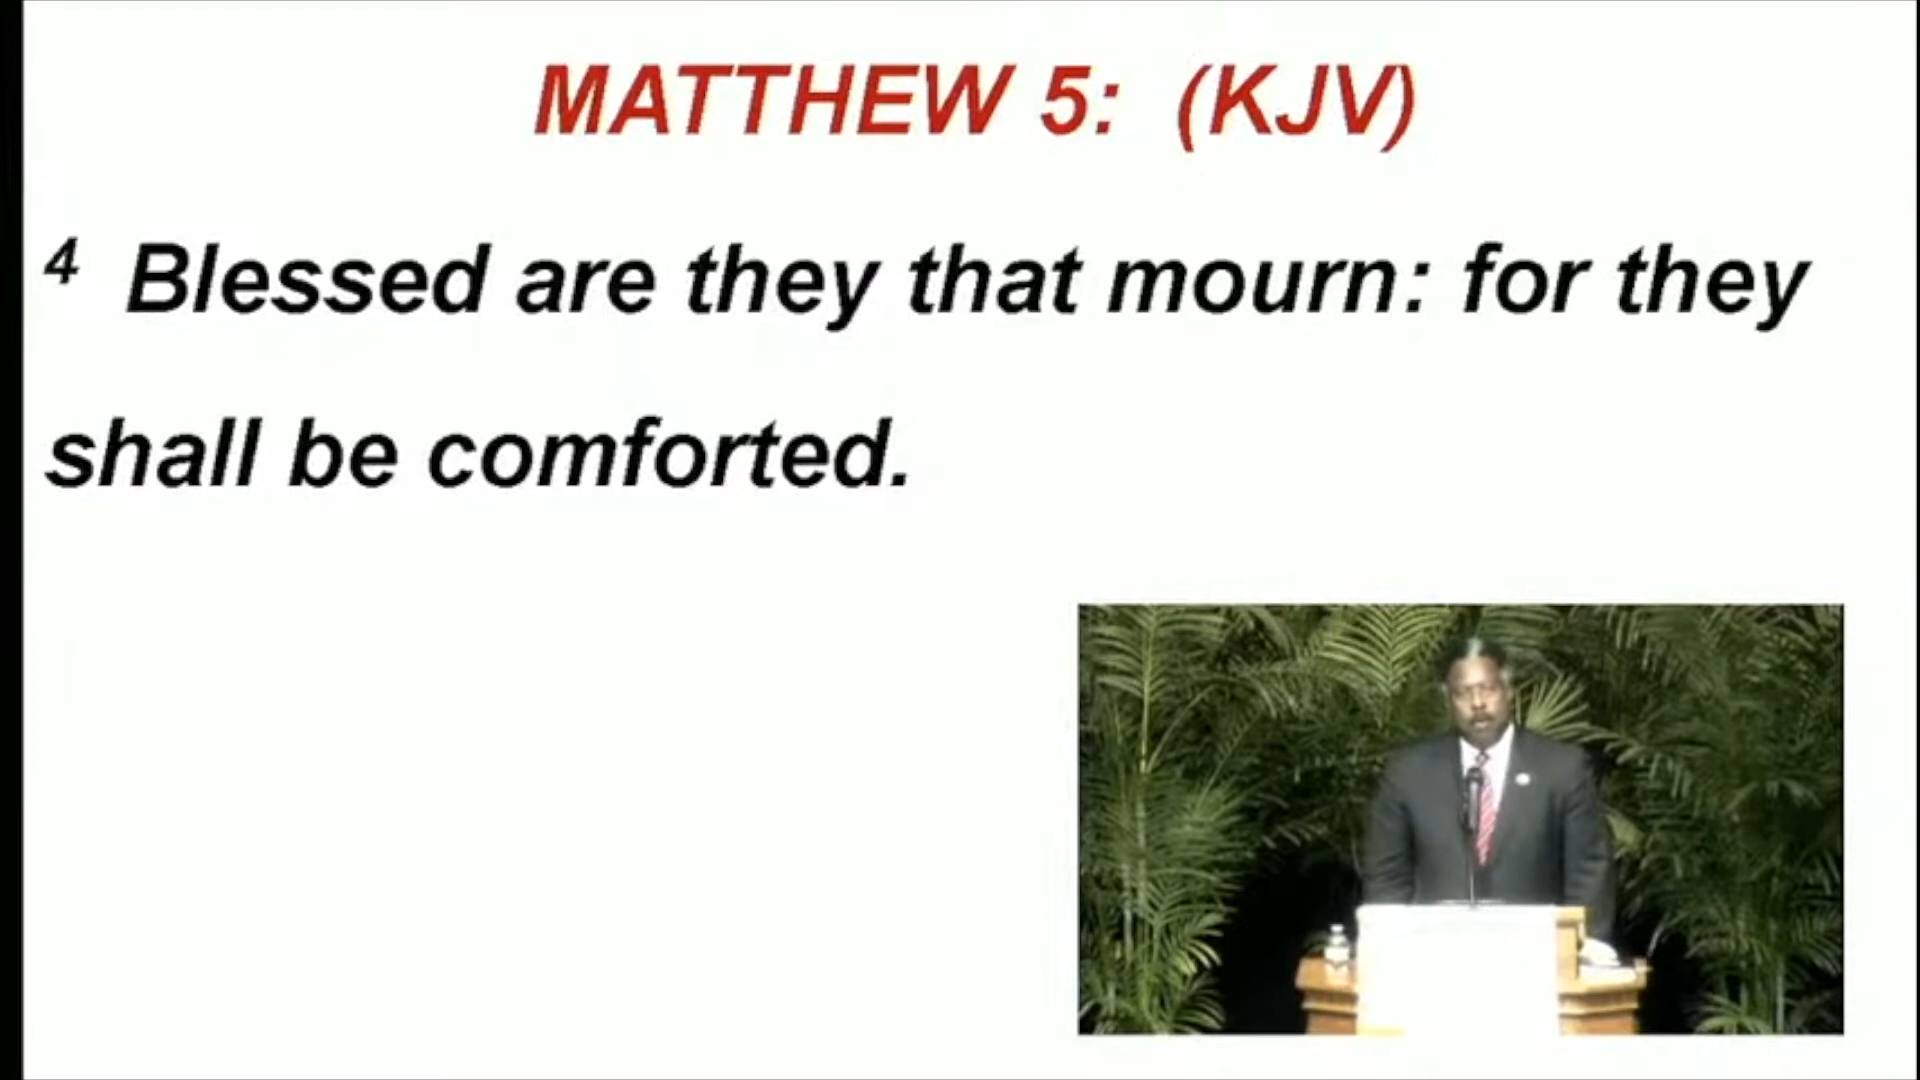 MATTHEW 5: (KJV)
4 Blessed are they that mourn: for they
shall be comforted.